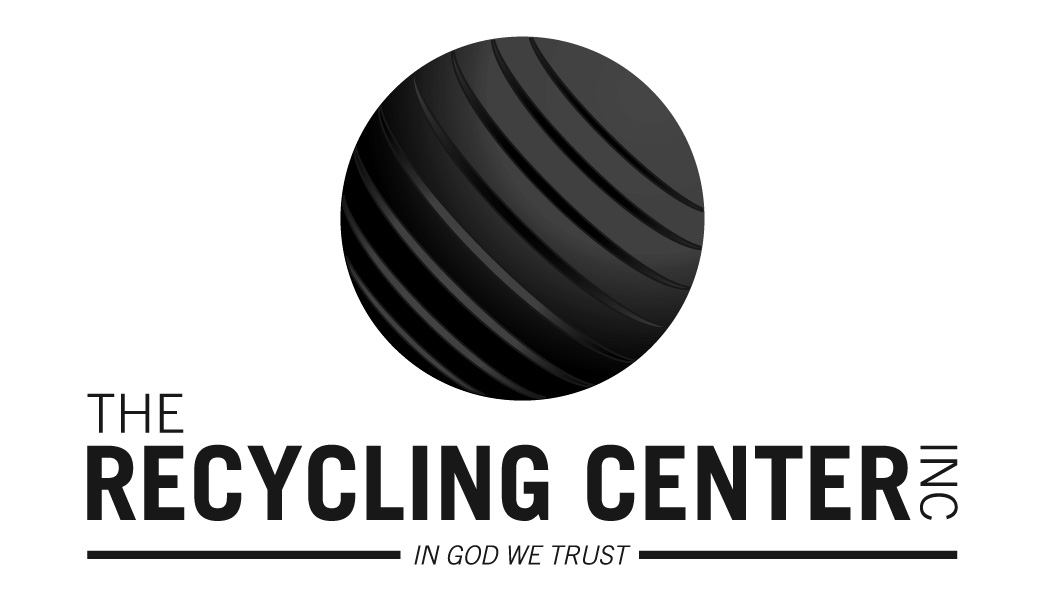 THE
RECYCLING CENTER INC
IN GOD WE TRUST